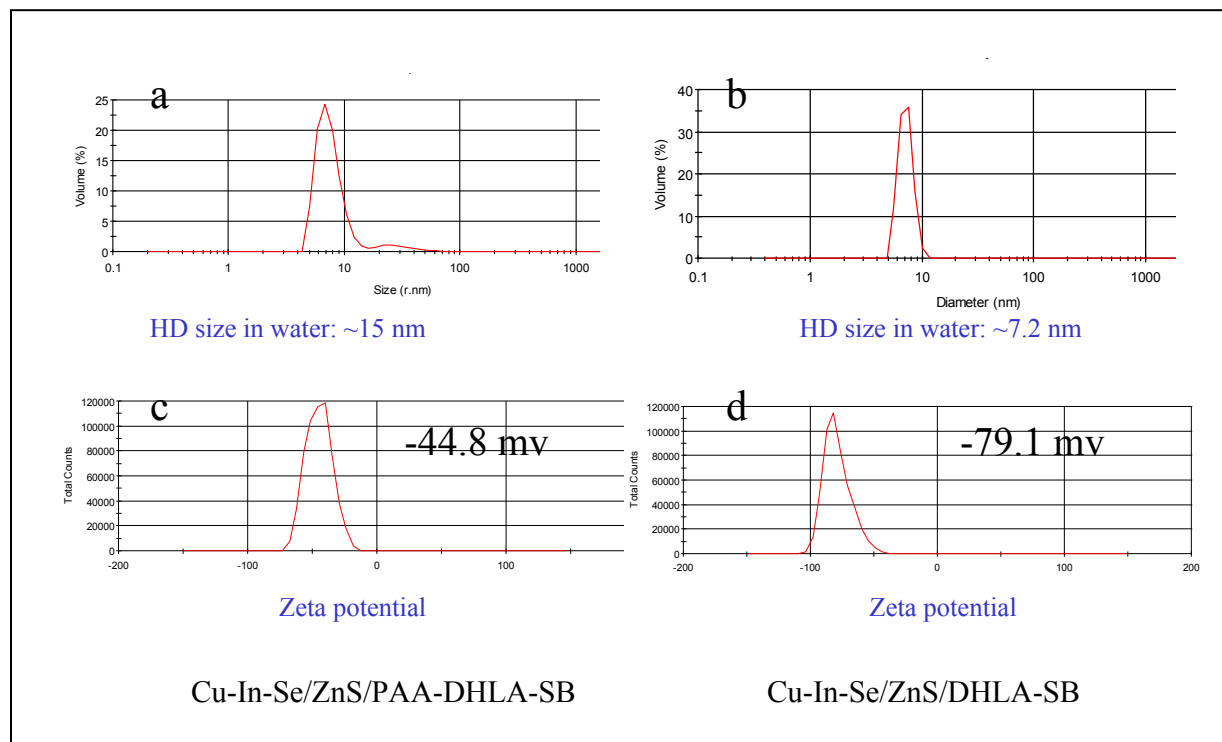 a
25
20
15
10
5
0
Volume (%)
0.1 1 10 100 1000
Size (r.nm)
HD size in water: ~15 nm
b
40
30
20
10
0
Volume (%)
0.1 1 10 100 1000
Diameter (nm)
HD size in water: ~7.2 nm
c
-44.8 mv
120000
100000
80000
60000
40000
20000
0
Total Counts
-200 -100 0 100
Zeta potential
d
-79.1 mv
120000
100000
80000
60000
40000
20000
0
Total Counts
-200 -100 0 100 200
Zeta potential
Cu-In-Se/ZnS/PAA-DHLA-SB
Cu-In-Se/ZnS/DHLA-SB